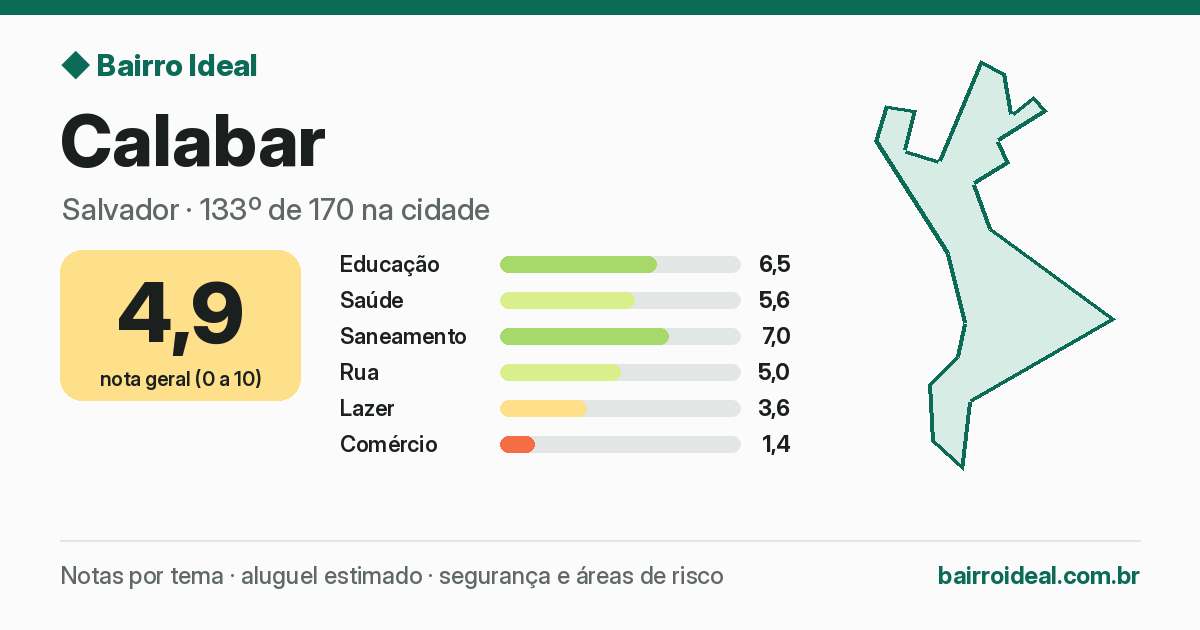 Bairro Ideal
Calabar
Salvador · 133º de 170 na cidade
4,9
nota geral (0 a 10)
Educação 6,5
Saúde 5,6
Saneamento 7,0
Rua 5,0
Lazer 3,6
Comércio 1,4
Notas por tema · aluguel estimado · segurança e áreas de risco
bairroideal.com.br